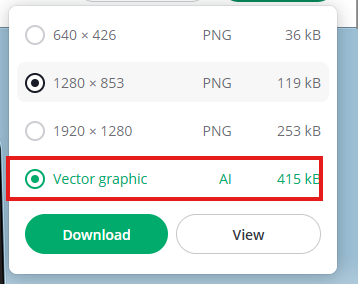 640 × 426 PNG 36 kB
1280 × 853 PNG 119 kB
1920 × 1280 PNG 253 kB
Vector graphic AI 415 kB
Download View